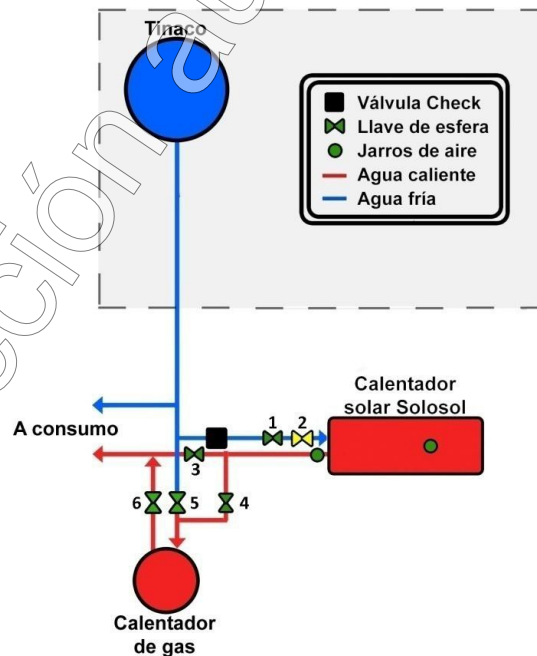 Tinaco
Válvula Check
Llave de esfera
Jarros de aire
Agua caliente
Agua fría
Calentador
solar Solosol
A consumo
1
2
3
6
5
4
Calentador
de gas